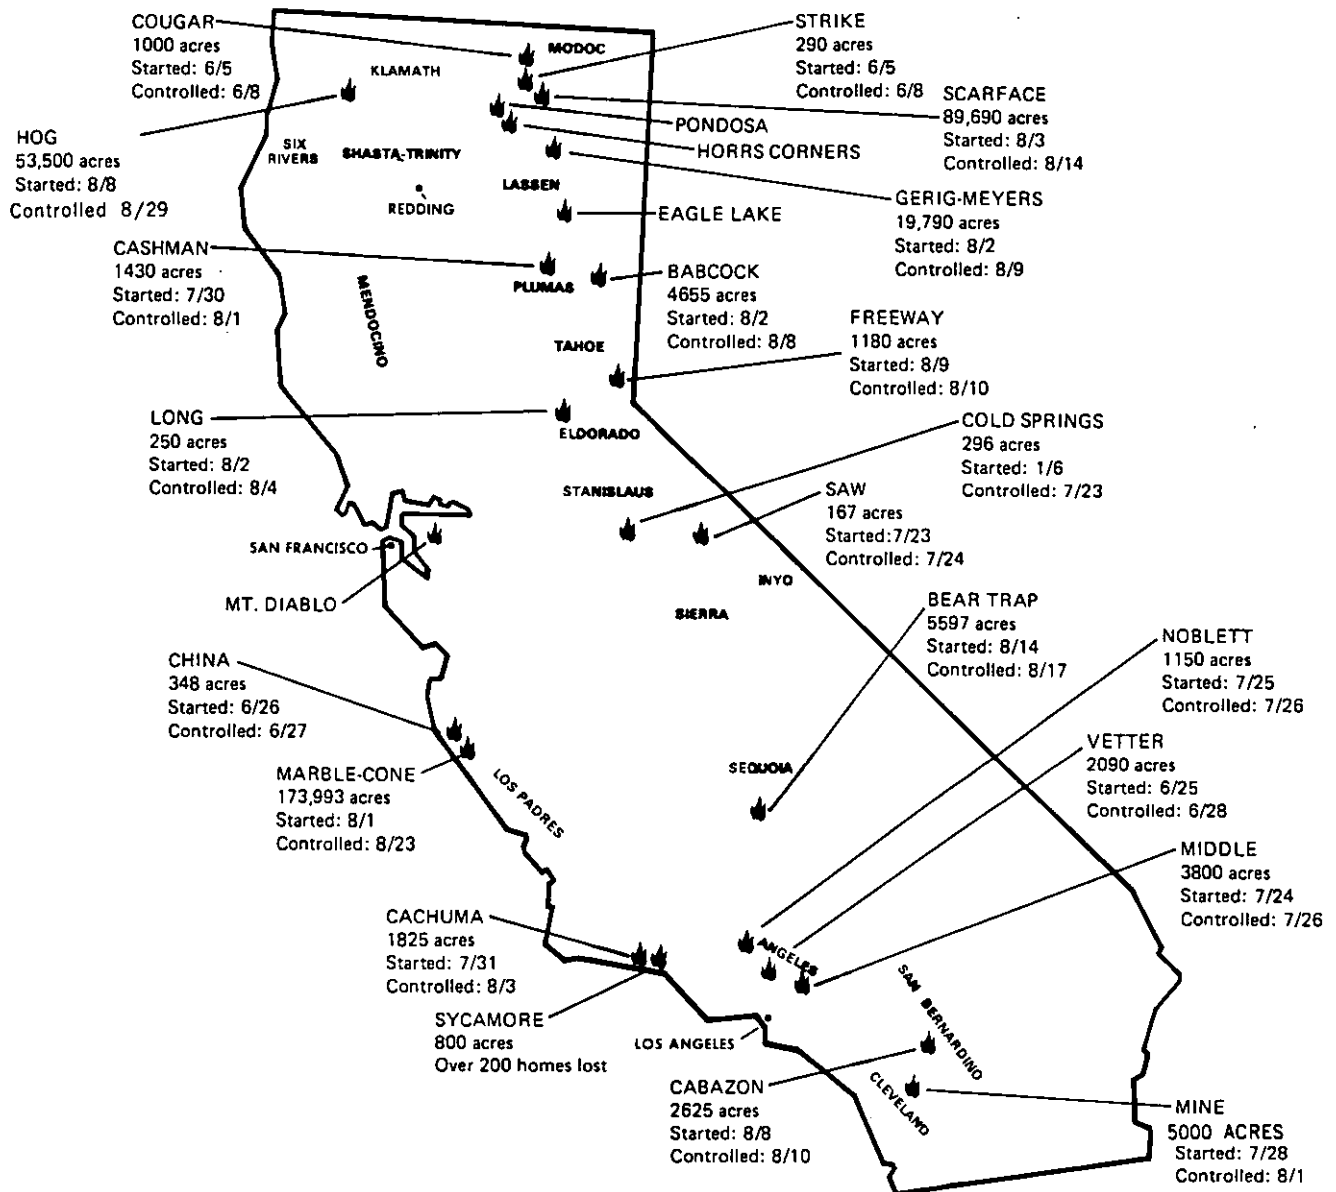 COUGAR
1000 acres
Started: 6/5
Controlled: 6/8
STRIKE
290 acres
Started: 6/5
Controlled: 6/8
MODOC
KLAMATH
SCARFACE
89,690 acres
Started: 8/3
Controlled: 8/14
HOG
53,500 acres
Started: 8/8
Controlled 8/29
SIX
RIVERS
SHASTA-TRINITY
PONDOSA
HORRS CORNERS
REDDING
LASSEN
GERIG-MEYERS
19,790 acres
Started: 8/2
Controlled: 8/9
EAGLE LAKE
CASHMAN
1430 acres
Started: 7/30
Controlled: 8/1
MENDOCINO
PLUMAS
BABCOCK
4655 acres
Started: 8/2
Controlled: 8/8
FREEWAY
1180 acres
Started: 8/9
Controlled: 8/10
TAHOE
LONG
250 acres
Started: 8/2
Controlled: 8/4
ELDORADO
COLD SPRINGS
296 acres
Started: 1/6
Controlled: 7/23
STANISLAUS
SAW
167 acres
Started:7/23
Controlled: 7/24
SAN FRANCISCO
MT. DIABLO
INYO
SIERRA
BEAR TRAP
5597 acres
Started: 8/14
Controlled: 8/17
NOBLETT
1150 acres
Started: 7/25
Controlled: 7/26
CHINA
348 acres
Started: 6/26
Controlled: 6/27
MARBLE-CONE
173,993 acres
Started: 8/1
Controlled: 8/23
LOS PADRES
SEQUOIA
VETTER
2090 acres
Started: 6/25
Controlled: 6/28
MIDDLE
3800 acres
Started: 7/24
Controlled: 7/26
CACHUMA
1825 acres
Started: 7/31
Controlled: 8/3
ANGELES
SAN BERNARDINO
SYCAMORE
800 acres
Over 200 homes lost
LOS ANGELES
CLEVELAND
CABAZON
2625 acres
Started: 8/8
Controlled: 8/10
MINE
5000 ACRES
Started: 7/28
Controlled: 8/1